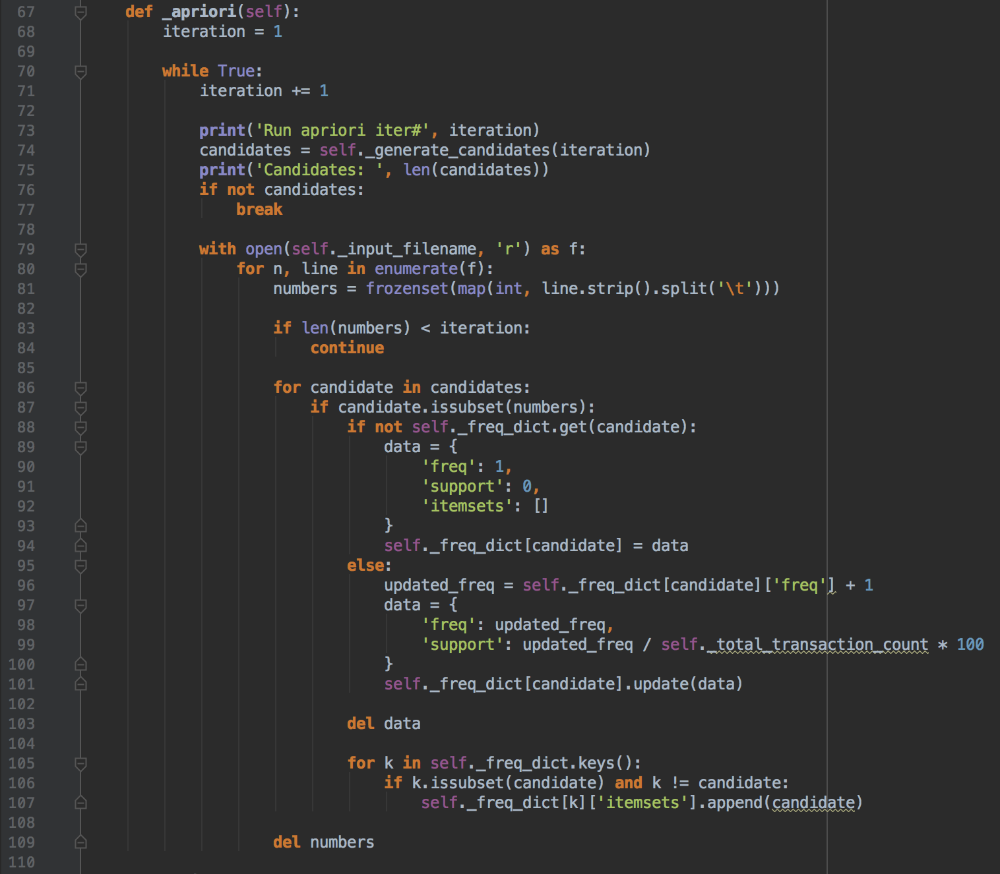 67 def _apriori(self):
68 iteration = 1
69
70 while True:
71 iteration += 1
72
73 print('Run apriori iter#', iteration)
74 candidates = self._generate_candidates(iteration)
75 print('Candidates: ', len(candidates))
76 if not candidates:
77 break
78
79 with open(self._input_filename, 'r') as f:
80 for n, line in enumerate(f):
81 numbers = frozenset(map(int, line.strip().split('\t')))
82
83 if len(numbers) < iteration:
84 continue
85
86 for candidate in candidates:
87 if candidate.issubset(numbers):
88 if not self._freq_dict.get(candidate):
89 data = {
90 'freq': 1,
91 'support': 0,
92 'itemsets': []
93 }
94 self._freq_dict[candidate] = data
95 else:
96 updated_freq = self._freq_dict[candidate]['freq'] + 1
97 data = {
98 'freq': updated_freq,
99 'support': updated_freq / self._total_transaction_count * 100
100 }
101 self._freq_dict[candidate].update(data)
102
103 del data
104
105 for k in self._freq_dict.keys():
106 if k.issubset(candidate) and k != candidate:
107 self._freq_dict[k]['itemsets'].append(candidate)
108
109 del numbers
110